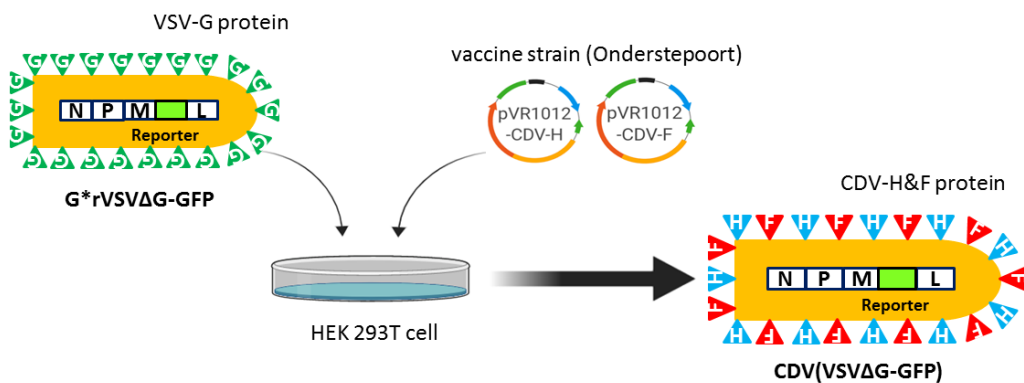 VSV-G protein
G G G G G G G G G G G G G G G G G G G G G G
N P M L
Reporter
G*rVSVΔG-GFP
vaccine strain (Onderstepoort)
pVR1012
-CDV-H
pVR1012
-CDV-F
HEK 293T cell
CDV-H&F protein
H F H F H F H F H F H F H F H F H F H F H F
N P M L
Reporter
CDV(VSVΔG-GFP)